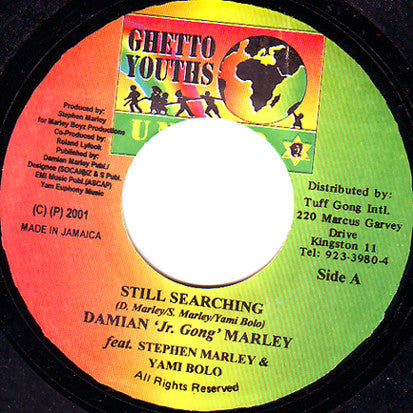 GHETTO
YOUTHS
Produced by:
Stephen Marley
for Marley Boyz Productions
Co-Produced by:
Roland Lyfook
Published by:
Damian Marley Publ./
Designee (SOCAN)BIZ & S Publ.
EMI Music Publ.(ASCAP)
Yam Euphony Music
(C) (P) 2001
MADE IN JAMAICA
Distributed by:
Tuff Gong Intl.
220 Marcus Garvey
Drive
Kingston 11
Tel: 923-3980-4
Side A
STILL SEARCHING
(D. Marley/S. Marley/Yami Bolo)
DAMIAN 'Jr. Gong' MARLEY
feat. STEPHEN MARLEY &
YAMI BOLO
All Rights Reserved